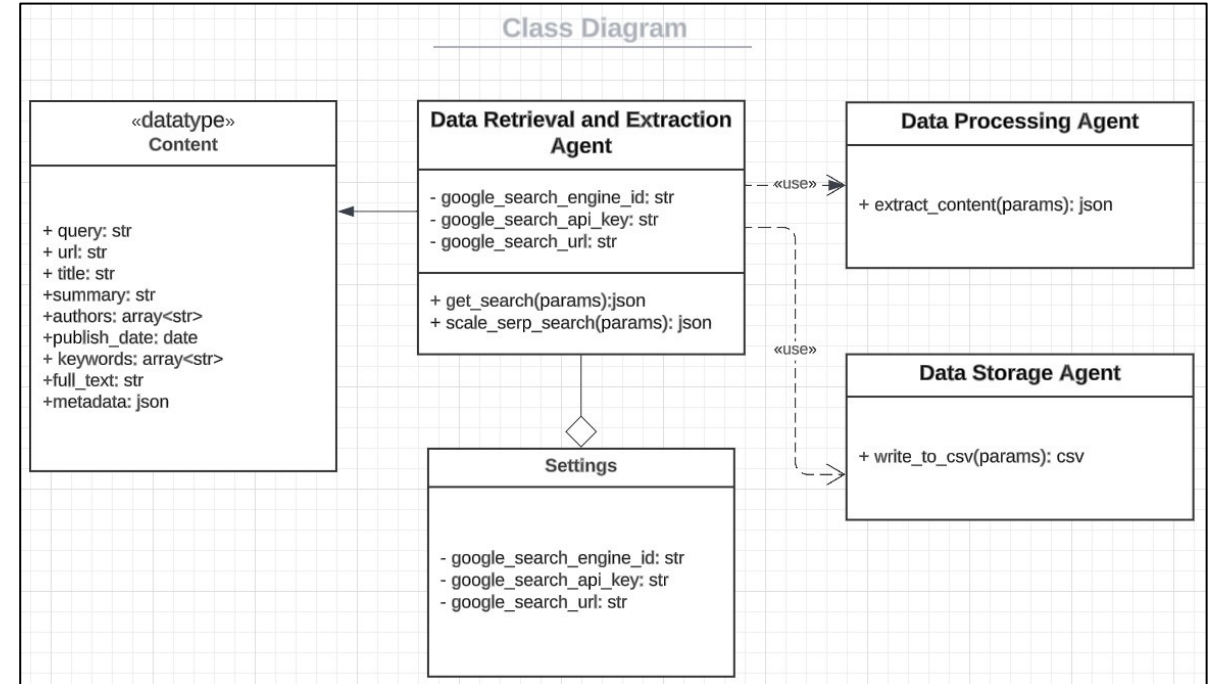 Class Diagram
«datatype»
Content
+ query: str
+ url: str
+ title: str
+summary: str
+authors: array<str>
+publish_date: date
+ keywords: array<str>
+full_text: str
+metadata: json
Data Retrieval and Extraction
Agent
- google_search_engine_id: str
- google_search_api_key: str
- google_search_url: str
+ get_search(params):json
+ scale_serp_search(params): json
«use»
«use»
Data Processing Agent
+ extract_content(params): json
Data Storage Agent
+ write_to_csv(params): csv
Settings
- google_search_engine_id: str
- google_search_api_key: str
- google_search_url: str